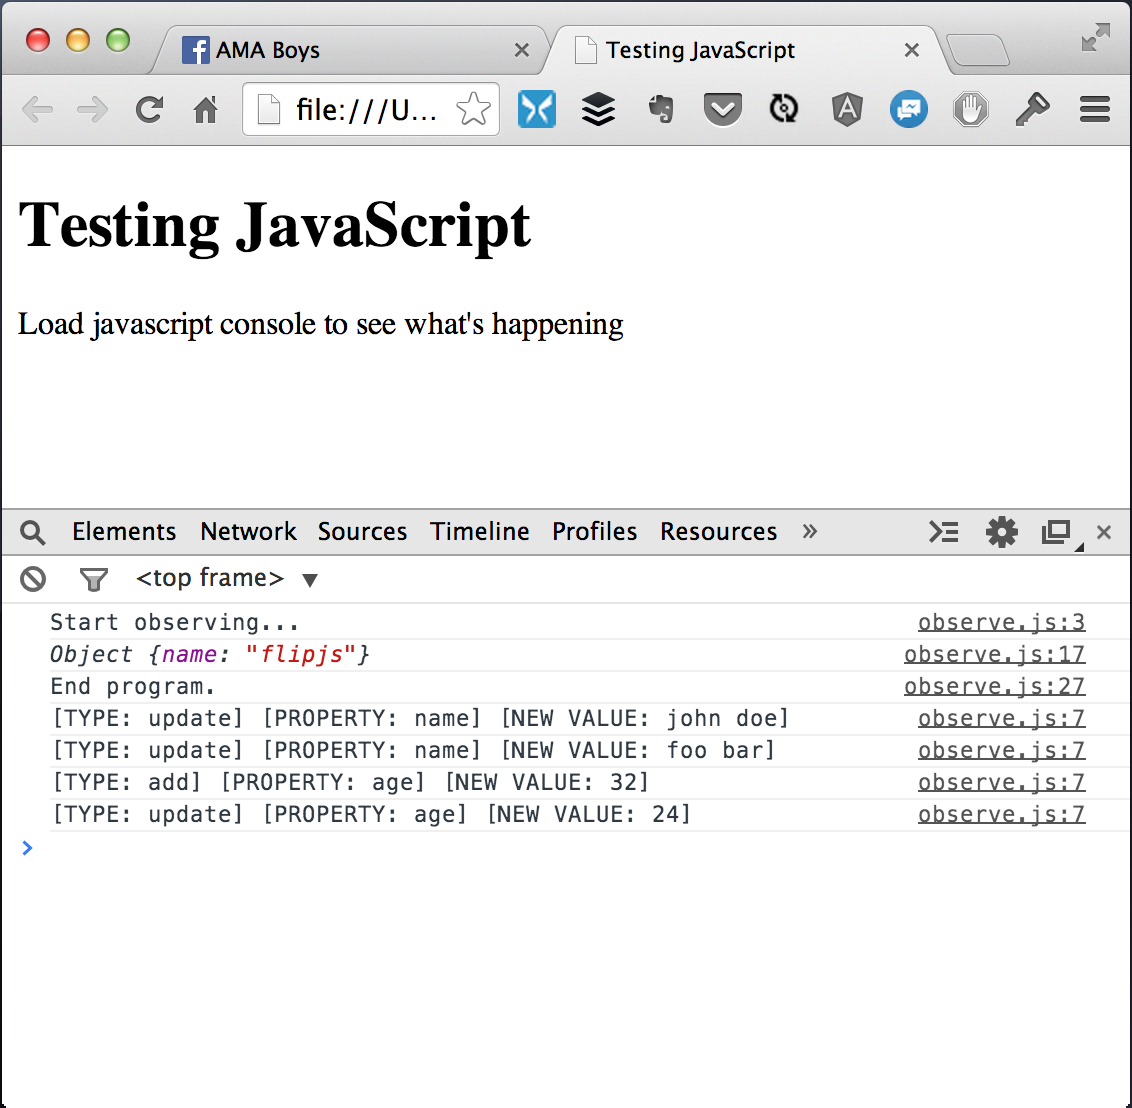 AMA Boys
Testing JavaScript
file:///U...
Testing JavaScript
Load javascript console to see what's happening
Elements Network Sources Timeline Profiles Resources »
<top frame> ▼
Start observing... observe.js:3
Object {name: "flipjs"} observe.js:17
End program. observe.js:27
[TYPE: update] [PROPERTY: name] [NEW VALUE: john doe] observe.js:7
[TYPE: update] [PROPERTY: name] [NEW VALUE: foo bar] observe.js:7
[TYPE: add] [PROPERTY: age] [NEW VALUE: 32] observe.js:7
[TYPE: update] [PROPERTY: age] [NEW VALUE: 24] observe.js:7